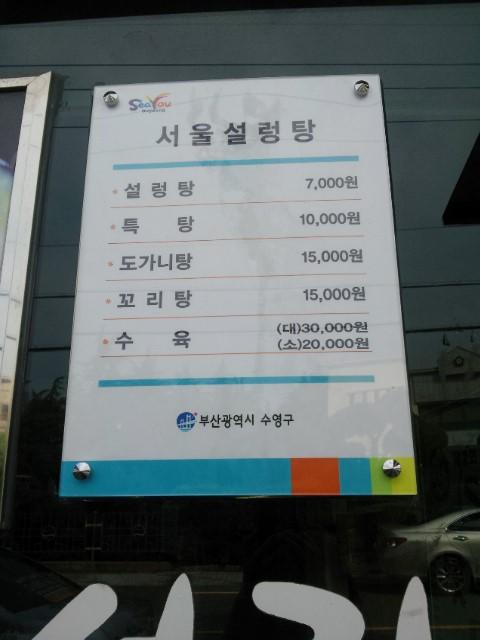 SeaYou
서울설렁탕
설렁탕 7,000원
특 탕 10,000원
도가니탕 15,000원
꼬리탕 15,000원
수 육 (대)30,000원
(소)20,000원
부산광역시 수영구